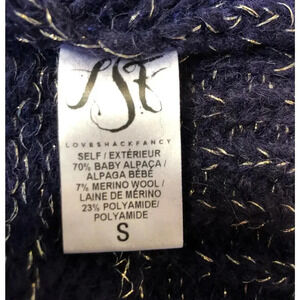 LSF
LOVESHACKFANCY
SELF / EXTÉRIEUR
70% BABY ALPACA /
ALPAGA BÉBÉ
7% MERINO WOOL /
LAINE DE MÉRINO
23% POLYAMIDE/
POLYAMIDE
S